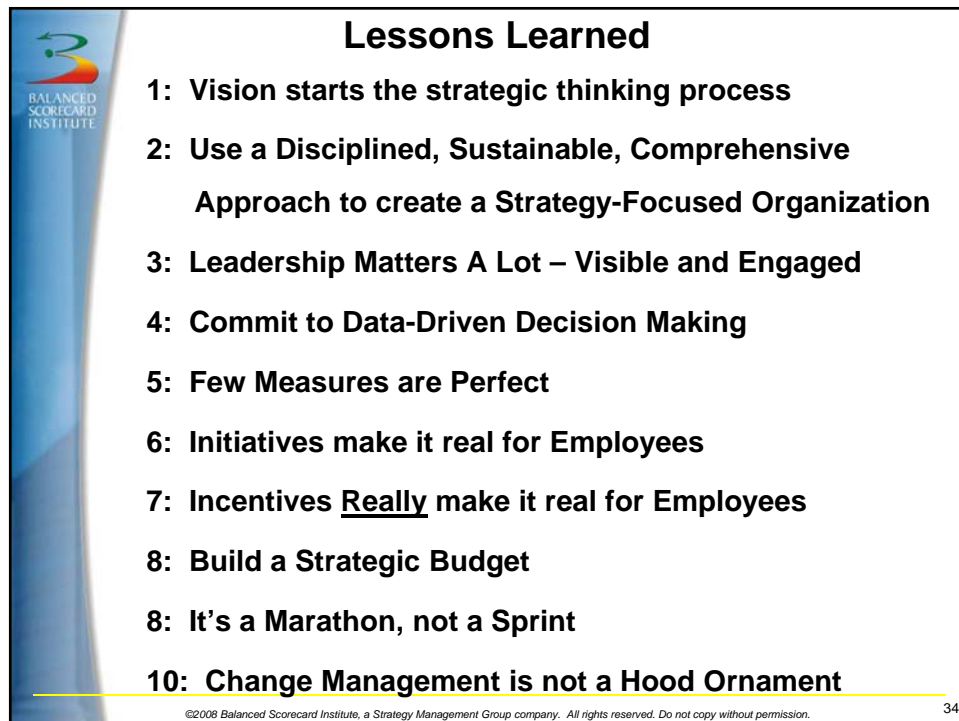 Lessons Learned
BALANCED
SCORECARD
INSTITUTE
1: Vision starts the strategic thinking process
2: Use a Disciplined, Sustainable, Comprehensive
Approach to create a Strategy-Focused Organization
3: Leadership Matters A Lot – Visible and Engaged
4: Commit to Data-Driven Decision Making
5: Few Measures are Perfect
6: Initiatives make it real for Employees
7: Incentives Really make it real for Employees
8: Build a Strategic Budget
8: It's a Marathon, not a Sprint
10: Change Management is not a Hood Ornament
©2008 Balanced Scorecard Institute, a Strategy Management Group company. All rights reserved. Do not copy without permission.
34